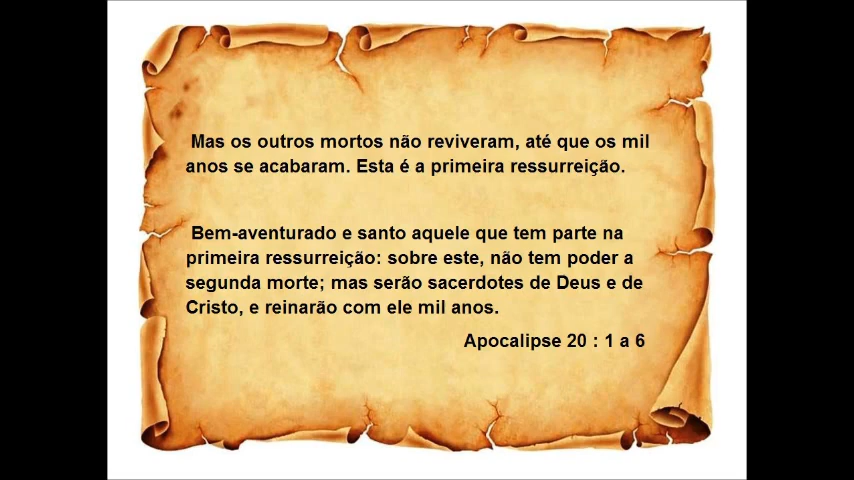 Mas os outros mortos não reviveram, até que os mil
anos se acabaram. Esta é a primeira ressurreição.
Bem-aventurado e santo aquele que tem parte na
primeira ressurreição: sobre este, não tem poder a
segunda morte; mas serão sacerdotes de Deus e de
Cristo, e reinarão com ele mil anos.
Apocalipse 20 : 1 a 6